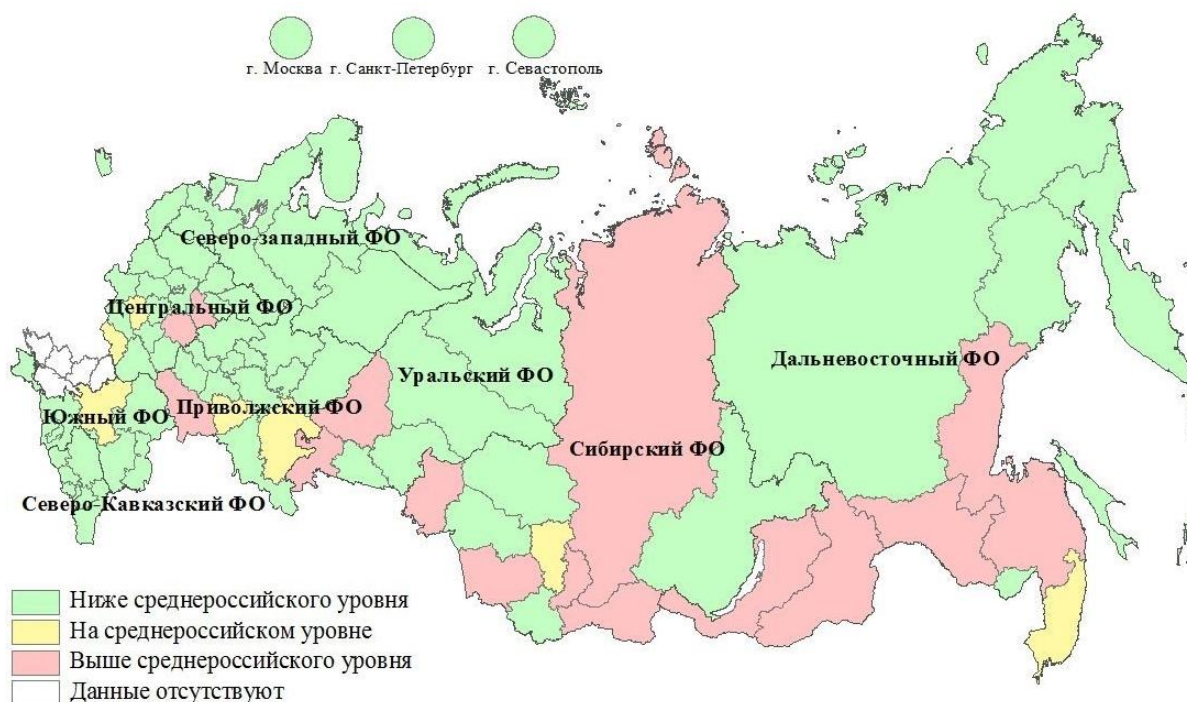 г. Москва г. Санкт-Петербург г. Севастополь
Северо-западный ФО
Центральный ФО
Дальневосточный ФО
Уральский ФО
Приволжский ФО
Южный ФО
Сибирский ФО
Северо-Кавказский ФО
Ниже среднероссийского уровня
На среднероссийском уровне
Выше среднероссийского уровня
Данные отсутствуют